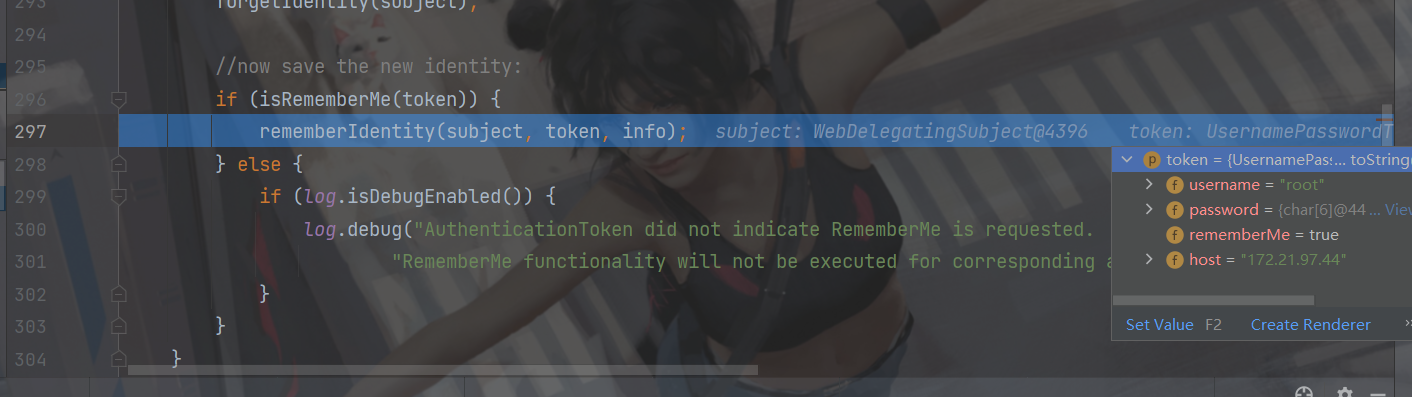 293 forgetIdentity(subject);
294
295 //now save the new identity:
296 if (isRememberMe(token)) {
297 rememberIdentity(subject, token, info); subject: WebDelegatingSubject@4396 token: UsernamePasswordT
298 } else {
299 if (log.isDebugEnabled()) {
300 log.debug("AuthenticationToken did not indicate RememberMe is requested.
301 "RememberMe functionality will not be executed for corresponding a
302 }
303 }
304 }
p token = {UsernamePas... toString(
f username = "root"
f password = {char[6]@44 ... View
f rememberMe = true
f host = "172.21.97.44"
Set Value F2 Create Renderer